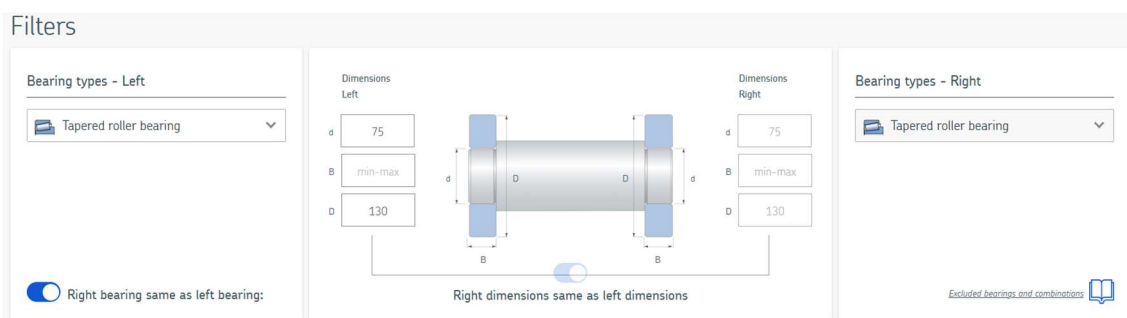 Filters
Bearing types - Left
Tapered roller bearing
Right bearing same as left bearing:
Dimensions
Left
d 75
B min-max
D 130
d
D
D
d
B
B
Dimensions
Right
d 75
B min-max
D 130
Right dimensions same as left dimensions
Bearing types - Right
Tapered roller bearing
Excluded bearings and combinations